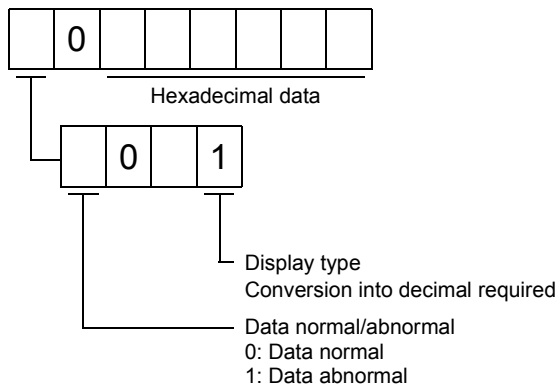 0
Hexadecimal data
0 1
Display type
Conversion into decimal required
Data normal/abnormal
0: Data normal
1: Data abnormal